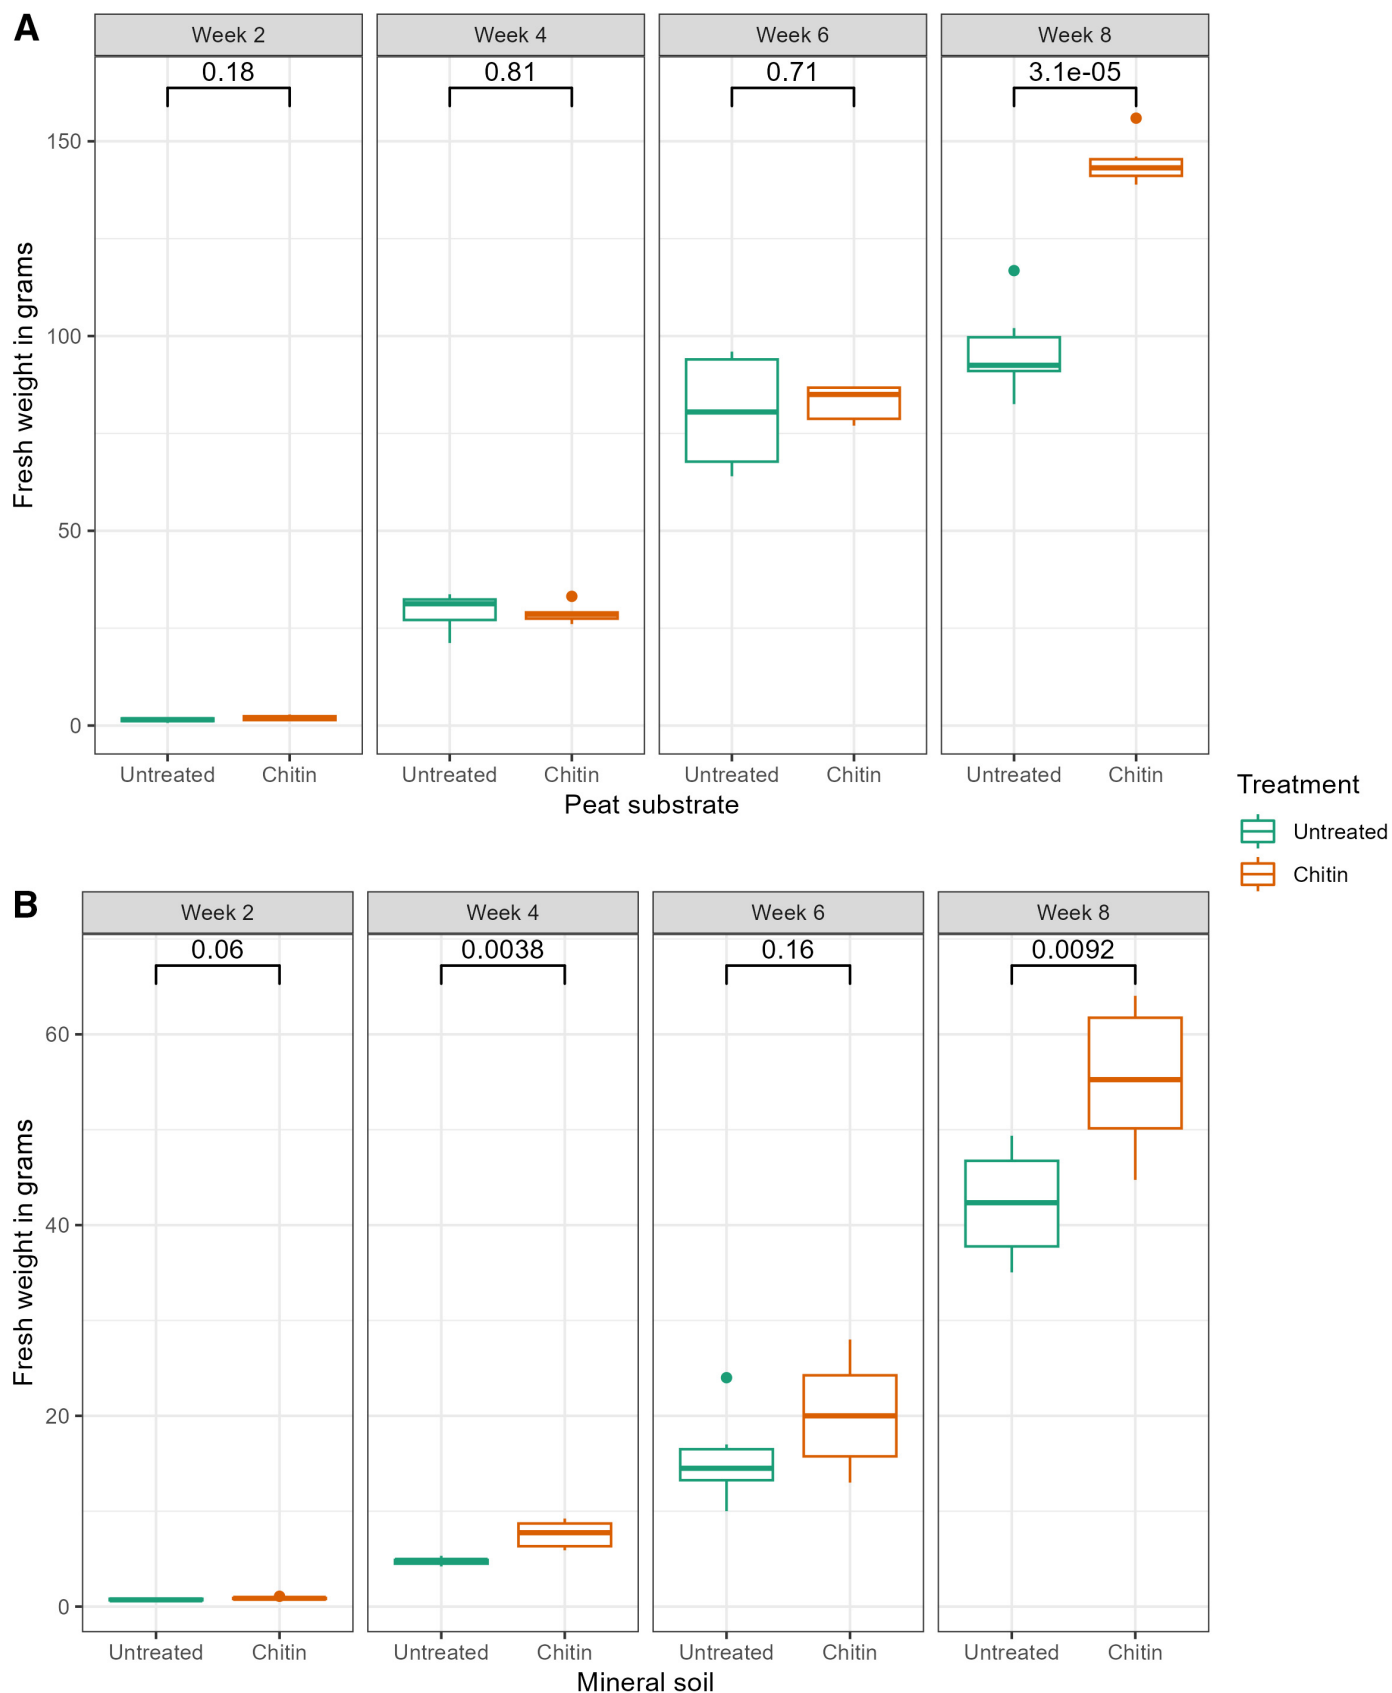 A
Week 2 Week 4 Week 6 Week 8
0.18 0.81 0.71 3.1e-05
Fresh weight in grams
150
100
50
0
Untreated Chitin Untreated Chitin Untreated Chitin Untreated Chitin
Peat substrate
Treatment
Untreated
Chitin
B
Week 2 Week 4 Week 6 Week 8
0.06 0.0038 0.16 0.0092
Fresh weight in grams
60
40
20
0
Untreated Chitin Untreated Chitin Untreated Chitin Untreated Chitin
Mineral soil